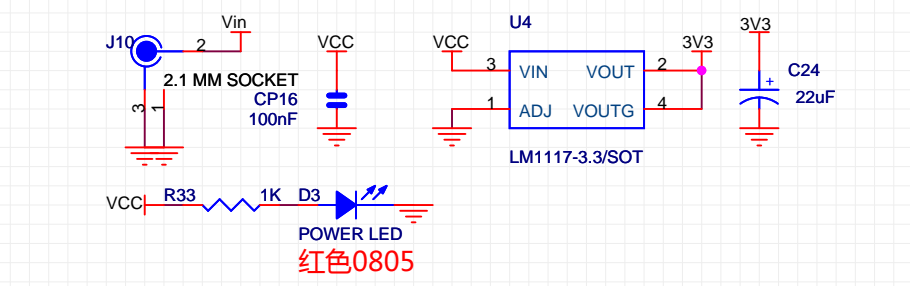 Vin
J10
2
2.1 MM SOCKET
3
1
VCC
CP16
100nF
U4
VCC
3
VIN
VOUT
2
3V3
1
ADJ
VOUTG
4
LM1117-3.3/SOT
3V3
+
C24
22uF
VCC
R33
1K
D3
POWER LED
红色0805